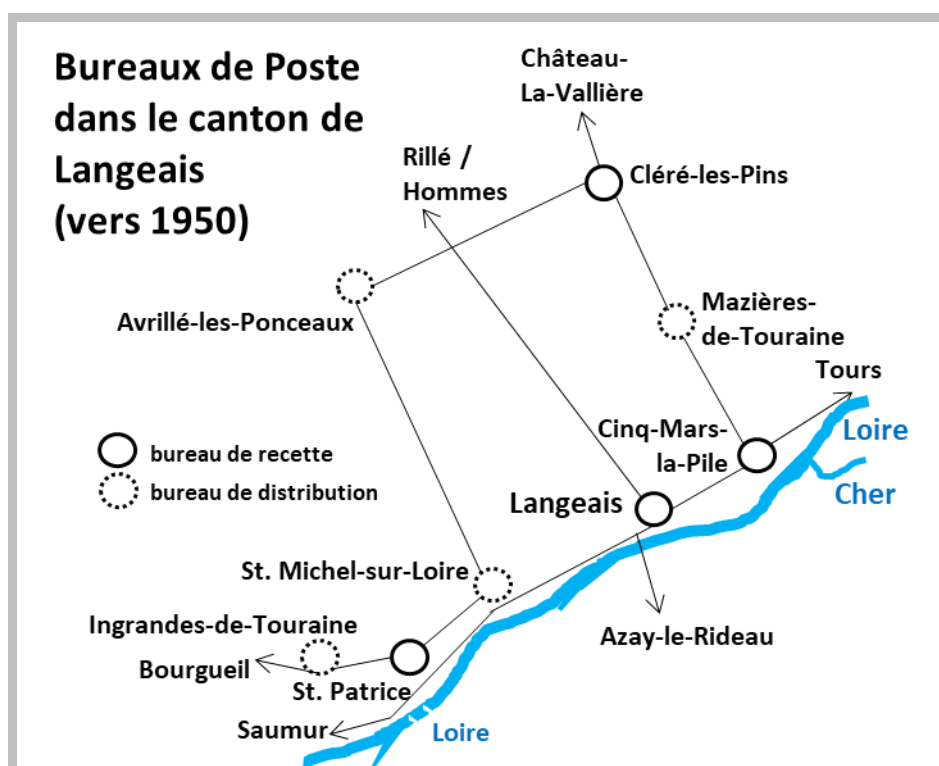 Bureaux de Poste
dans le canton de
Langeais
(vers 1950)
Château-
La-Vallière
Rillé /
Hommes
Cléré-les-Pins
Avrillé-les-Ponceaux
Mazières-
de-Touraine
Tours
Cinq-Mars-
la-Pile
Loire
Cher
bureau de recette
bureau de distribution
Langeais
St. Michel-sur-Loire
Azay-le-Rideau
Ingrandes-de-Touraine
Bourgueil
St. Patrice
Saumur
Loire